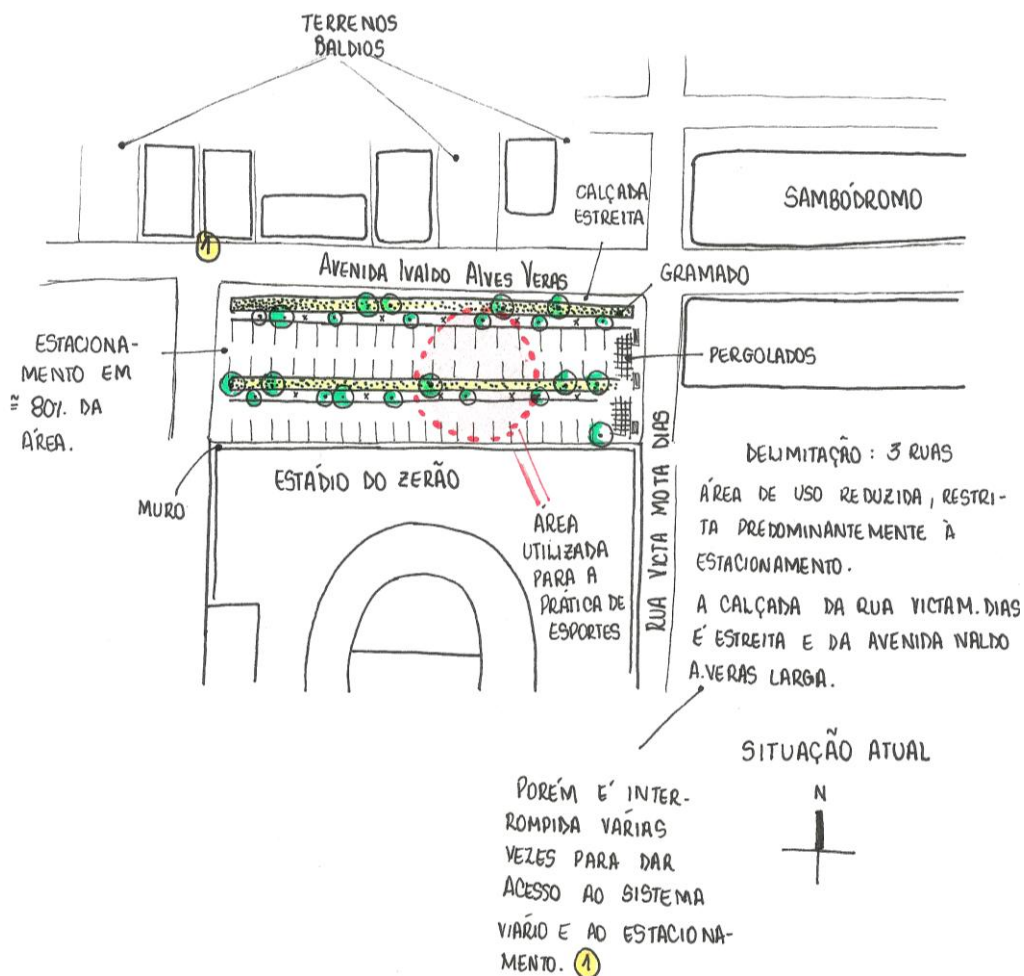 TERRENOS
BALDIOS
CALÇADA
ESTREITA
SAMBÓDROMO
1
AVENIDA IVALDO ALVES VERAS
GRAMADO
ESTACIONA-
MENTO EM
≅ 80% DA
ÁREA.
PERGOLADOS
MURO
ESTÁDIO DO ZERÃO
ÁREA
UTILIZADA
PARA A
PRÁTICA DE
ESPORTES
RUA VICTA MOTA DIAS
DELIMITAÇÃO : 3 RUAS
ÁREA DE USO REDUZIDA, RESTRI-
TA PREDOMINANTEMENTE À
ESTACIONAMENTO.
A CALÇADA DA RUA VICTA M. DIAS
É ESTREITA E DA AVENIDA NALDO
A. VERAS LARGA.
SITUAÇÃO ATUAL
N
PORÉM É INTER-
ROMPIDA VÁRIAS
VEZES PARA DAR
ACESSO AO SISTEMA
VIÁRIO E AO ESTACIONA-
MENTO. 1